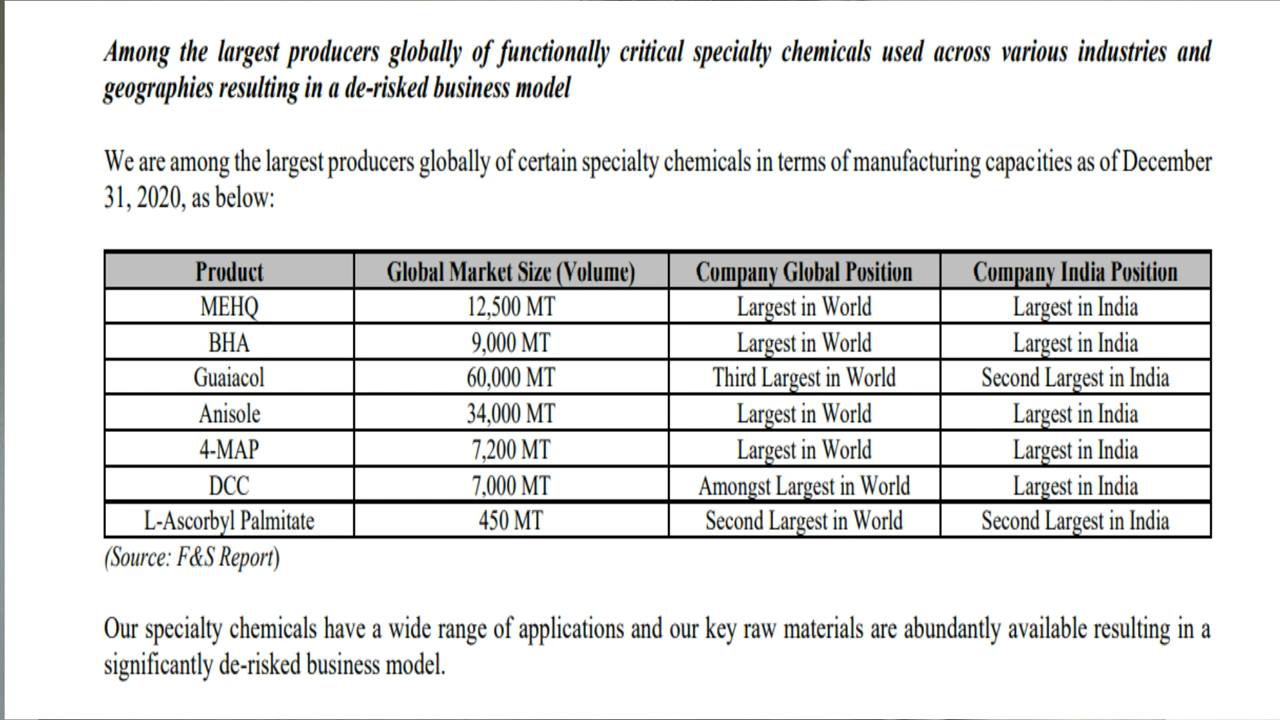 Among the largest producers globally of functionally critical specialty chemicals used across various industries and
geographies resulting in a de-risked business model
We are among the largest producers globally of certain specialty chemicals in terms of manufacturing capacities as of December
31, 2020, as below:
Product Global Market Size (Volume) Company Global Position Company India Position
MEHQ 12,500 MT Largest in World Largest in India
BHA 9,000 MT Largest in World Largest in India
Guaiacol 60,000 MT Third Largest in World Second Largest in India
Anisole 34,000 MT Largest in World Largest in India
4-MAP 7,200 MT Largest in World Largest in India
DCC 7,000 MT Amongst Largest in World Largest in India
L-Ascorbyl Palmitate 450 MT Second Largest in World Second Largest in India
(Source: F&S Report)
Our specialty chemicals have a wide range of applications and our key raw materials are abundantly available resulting in a
significantly de-risked business model.